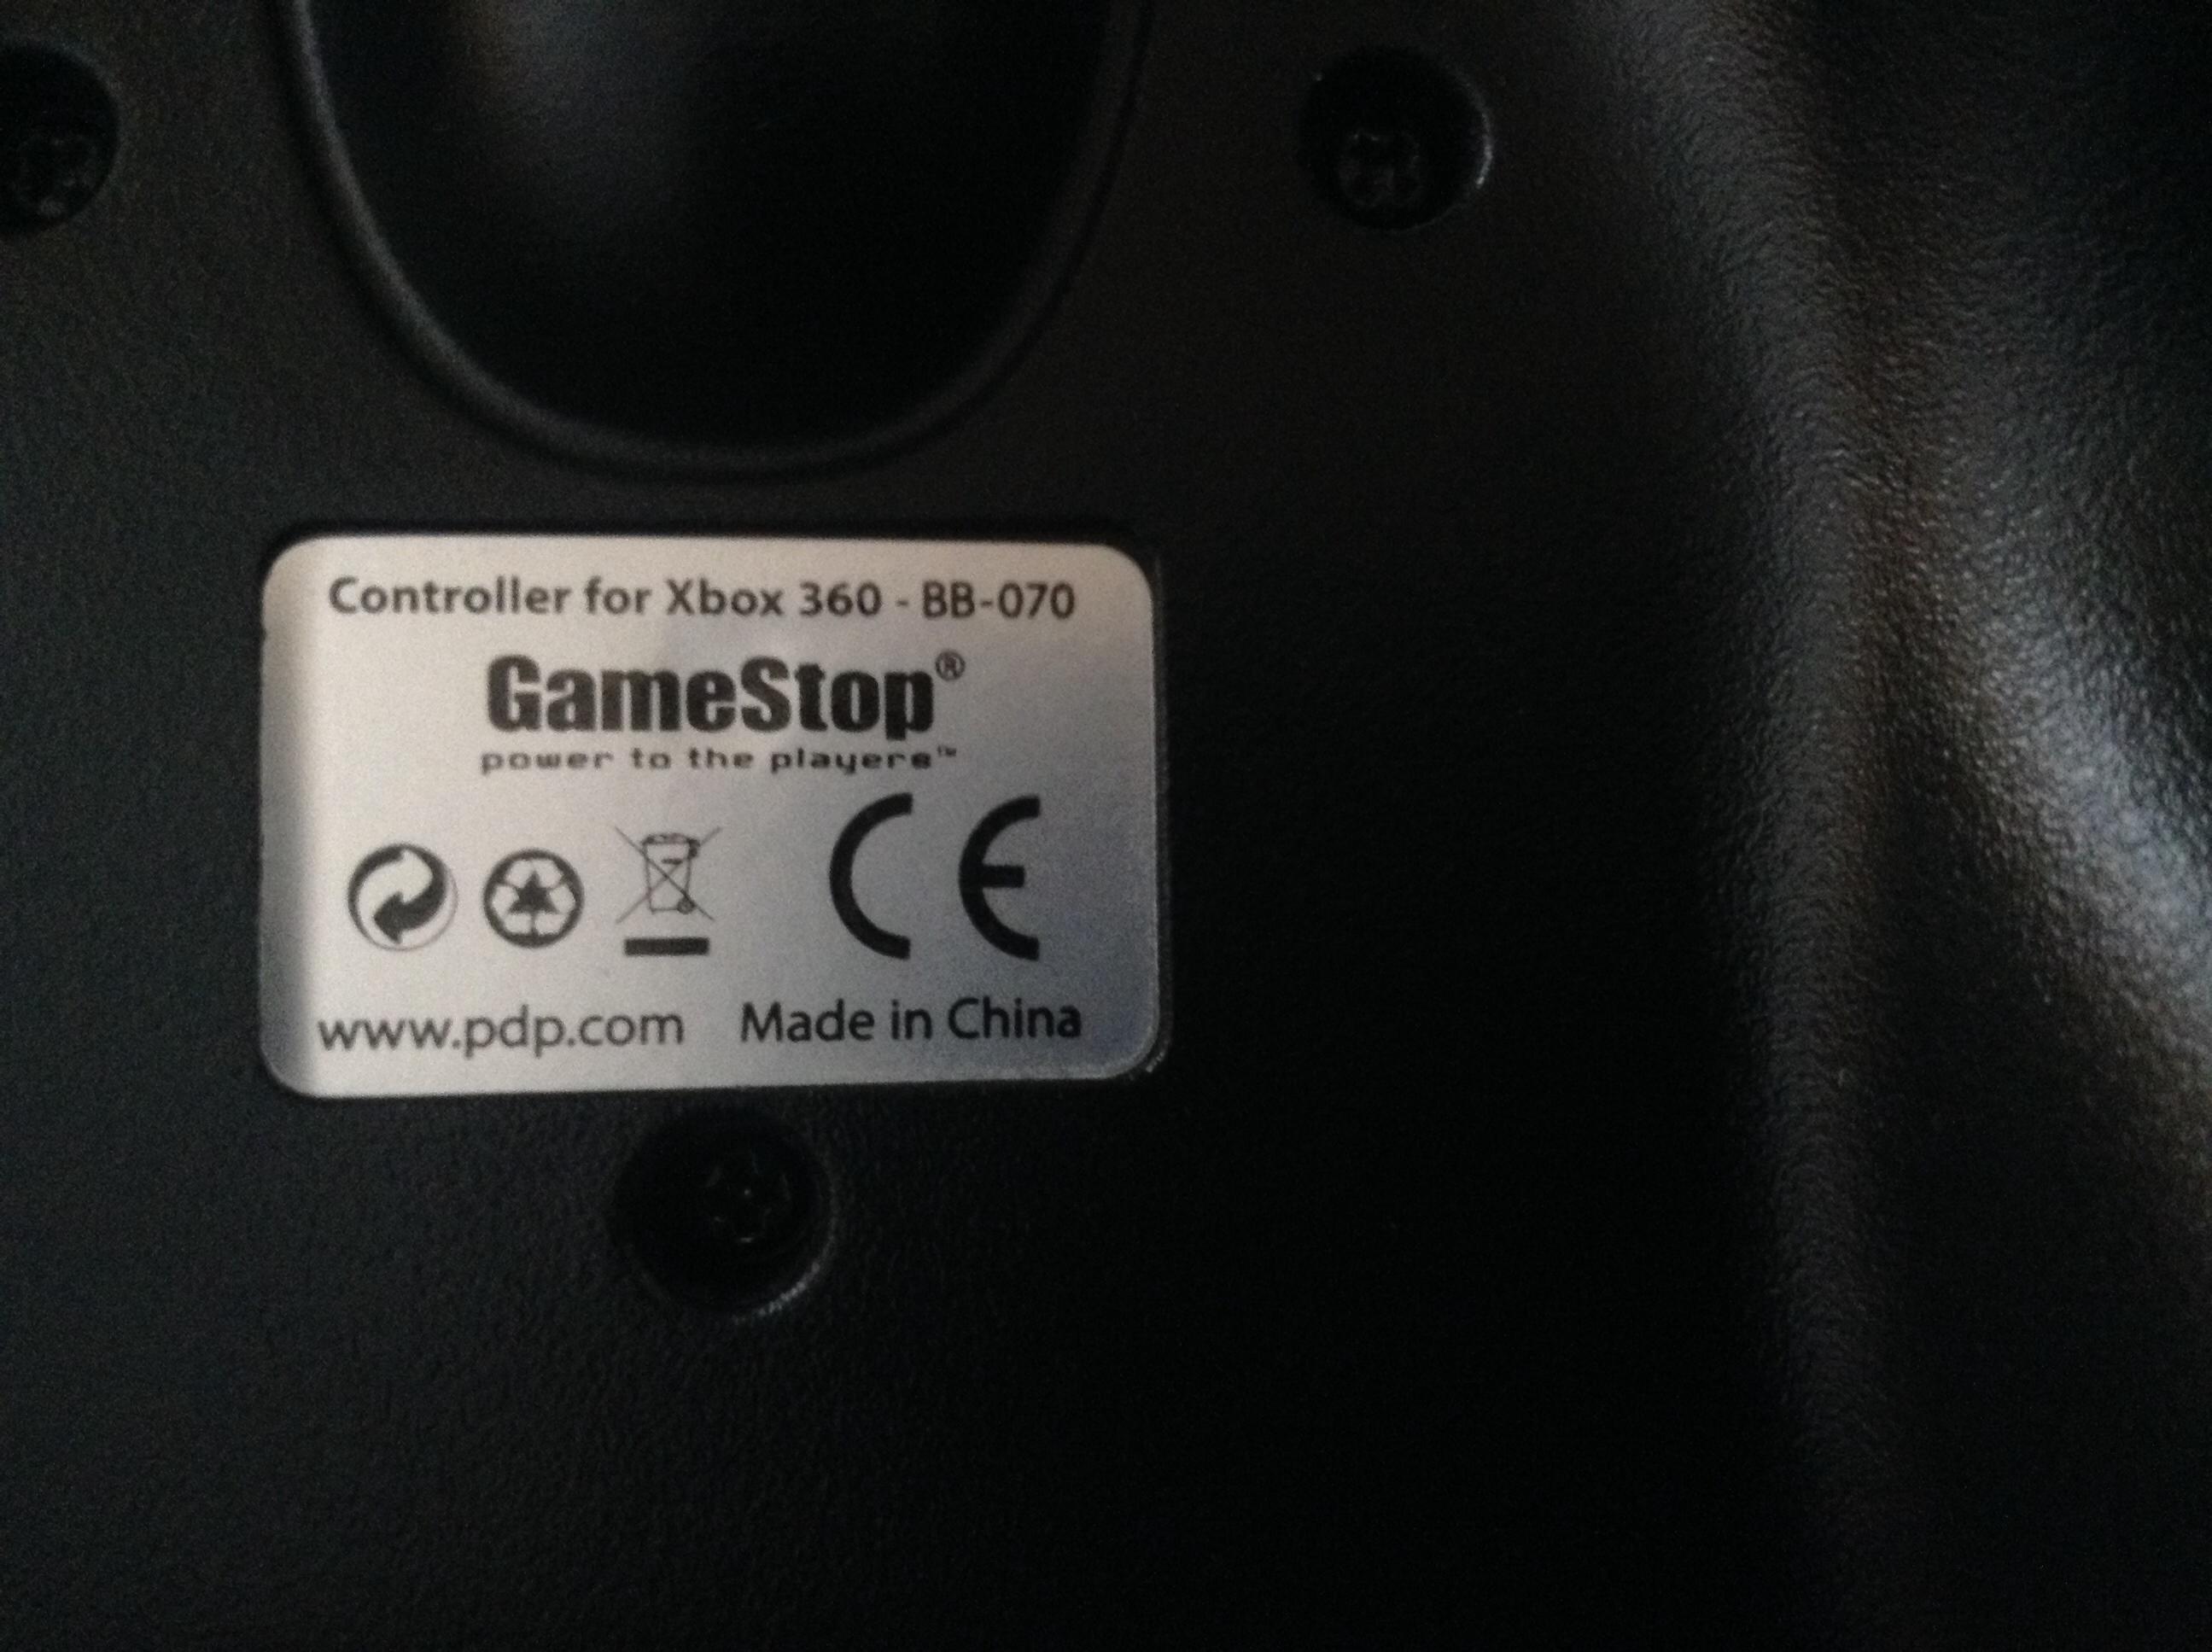 Controller for Xbox 360 - BB-070
GameStop®
power to the players™
CE
www.pdp.com Made in China